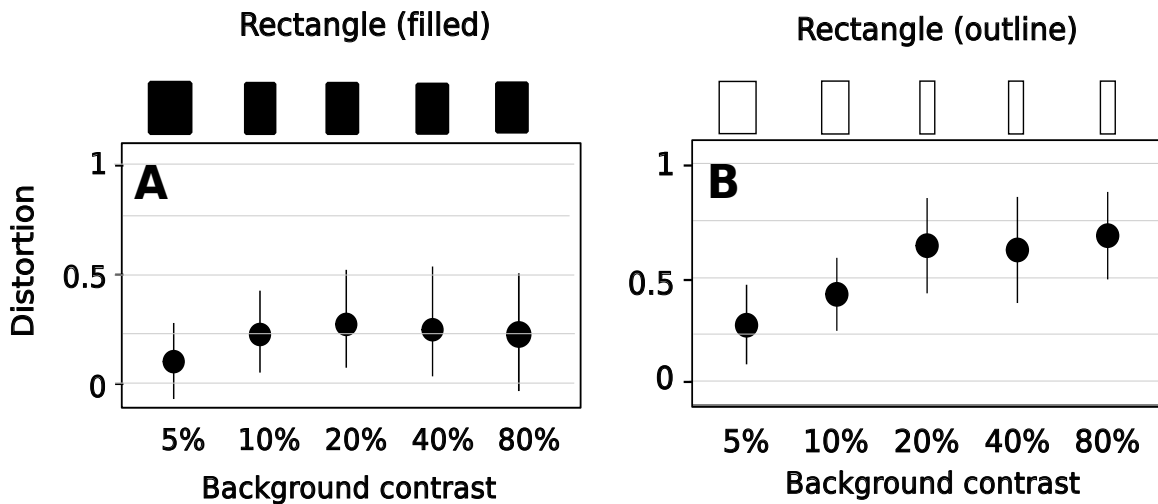 Rectangle (filled)
Rectangle (outline)
A
Distortion
1
0.5
0
5% 10% 20% 40% 80%
Background contrast
B
1
0.5
0
5% 10% 20% 40% 80%
Background contrast